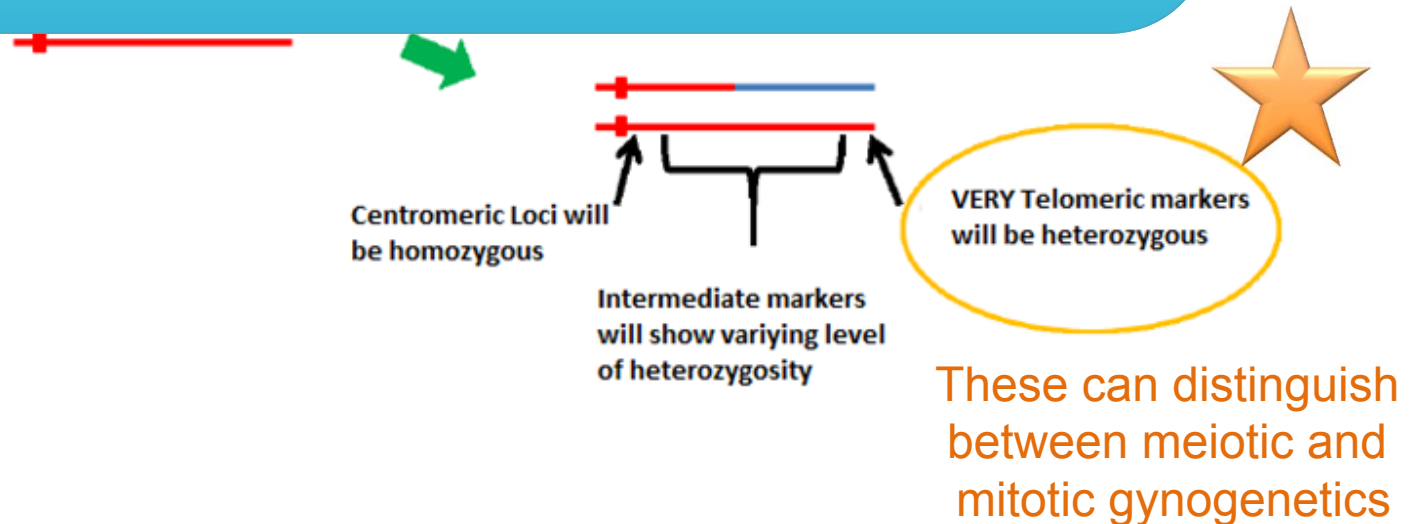 Centromeric Loci will
be homozygous
Intermediate markers
will show variying level
of heterozygosity
VERY Telomeric markers
will be heterozygous
These can distinguish
between meiotic and
mitotic gynogenetics